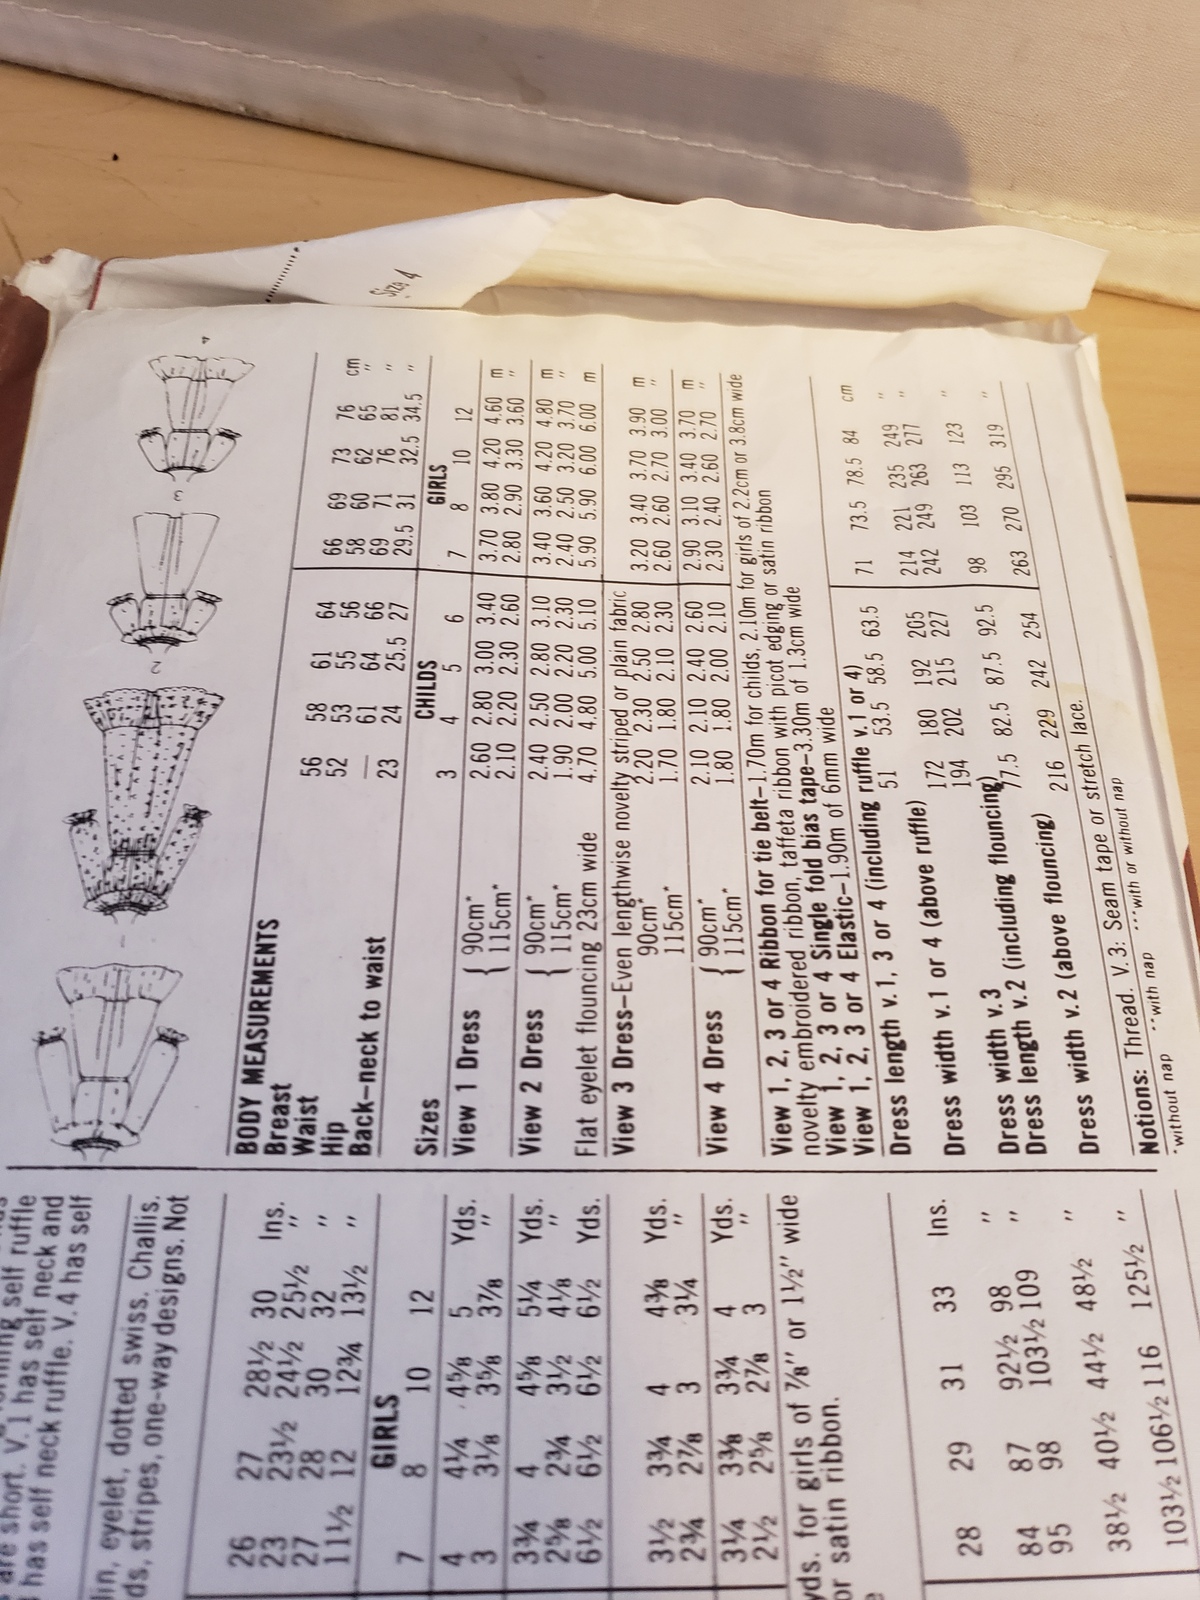 Size 4
4
3
2
ruffle
are short. V.1 has self neck and
has self neck ruffle. V.4 has self
lin, eyelet, dotted swiss. Challis.
ds, stripes, one-way designs. Not
26 27 28½ 30 Ins.
23 23½ 24½ 25½ "
27 28 30 32 "
11½ 12 12¾ 13½ "
GIRLS
7 8 10 12
4 4¼ 4⅝ 5 Yds.
3 3⅛ 3⅝ 3⅞ "
3¾ 4 4⅝ 5¼ Yds.
2⅝ 2¾ 3½ 4⅛ "
6½ 6½ 6½ 6½ Yds.
3½ 3¾ 4 4⅜ Yds.
2¾ 2⅞ 3 3¼ "
3¼ 3⅜ 3¾ 4 Yds.
2½ 2⅝ 2⅞ 3 "
yds. for girls of ⅞" or 1½" wide
or satin ribbon.
28 29 31 33 Ins.
84 87 92½ 98 "
95 98 103½ 109 "
38½ 40½ 44½ 48½ "
103½ 106½ 116 125½ "
BODY MEASUREMENTS
Breast 56 58 61 64 66 69 73 76 cm
Waist 52 53 55 56 58 60 62 65 "
Hip — 61 64 66 69 71 76 81 "
Back–neck to waist 23 24 25.5 27 29.5 31 32.5 34.5 "
CHILDS GIRLS
Sizes 3 4 5 6 7 8 10 12
View 1 Dress { 90cm* 2.60 2.80 3.00 3.40 3.70 3.80 4.20 4.60 m
115cm* 2.10 2.20 2.30 2.60 2.80 2.90 3.30 3.60 "
View 2 Dress { 90cm* 2.40 2.50 2.80 3.10 3.40 3.60 4.20 4.80 m
115cm* 1.90 2.00 2.20 2.30 2.40 2.50 3.20 3.70 "
Flat eyelet flouncing 23cm wide 4.70 4.80 5.00 5.10 5.90 5.90 6.00 6.00 m
View 3 Dress–Even lengthwise novelty striped or plain fabric
90cm* 2.20 2.30 2.50 2.80 3.20 3.40 3.70 3.90 m
115cm* 1.70 1.80 2.10 2.30 2.60 2.60 2.70 3.00 "
View 4 Dress { 90cm* 2.10 2.10 2.40 2.60 2.90 3.10 3.40 3.70 m
115cm* 1.80 1.80 2.00 2.10 2.30 2.40 2.60 2.70 "
View 1, 2, 3 or 4 Ribbon for tie belt–1.70m for childs, 2.10m for girls of 2.2cm or 3.8cm wide
novelty embroidered ribbon, taffeta ribbon with picot edging or satin ribbon
View 1, 2, 3 or 4 Single fold bias tape–3.30m of 1.3cm wide
View 1, 2, 3 or 4 Elastic–1.90m of 6mm wide
Dress length v.1, 3 or 4 (including ruffle v.1 or 4)
51 53.5 58.5 63.5 71 73.5 78.5 84 cm
Dress width v.1 or 4 (above ruffle) 172 180 192 205 214 221 235 249 "
Dress width v.3 194 202 215 227 242 249 263 277 "
Dress length v.2 (including flouncing) 77.5 82.5 87.5 92.5 98 103 113 123 "
Dress width v.2 (above flouncing) 216 229 242 254 263 270 295 319 "
Notions: Thread. V.3: Seam tape or stretch lace.
*without nap **with nap ***with or without nap